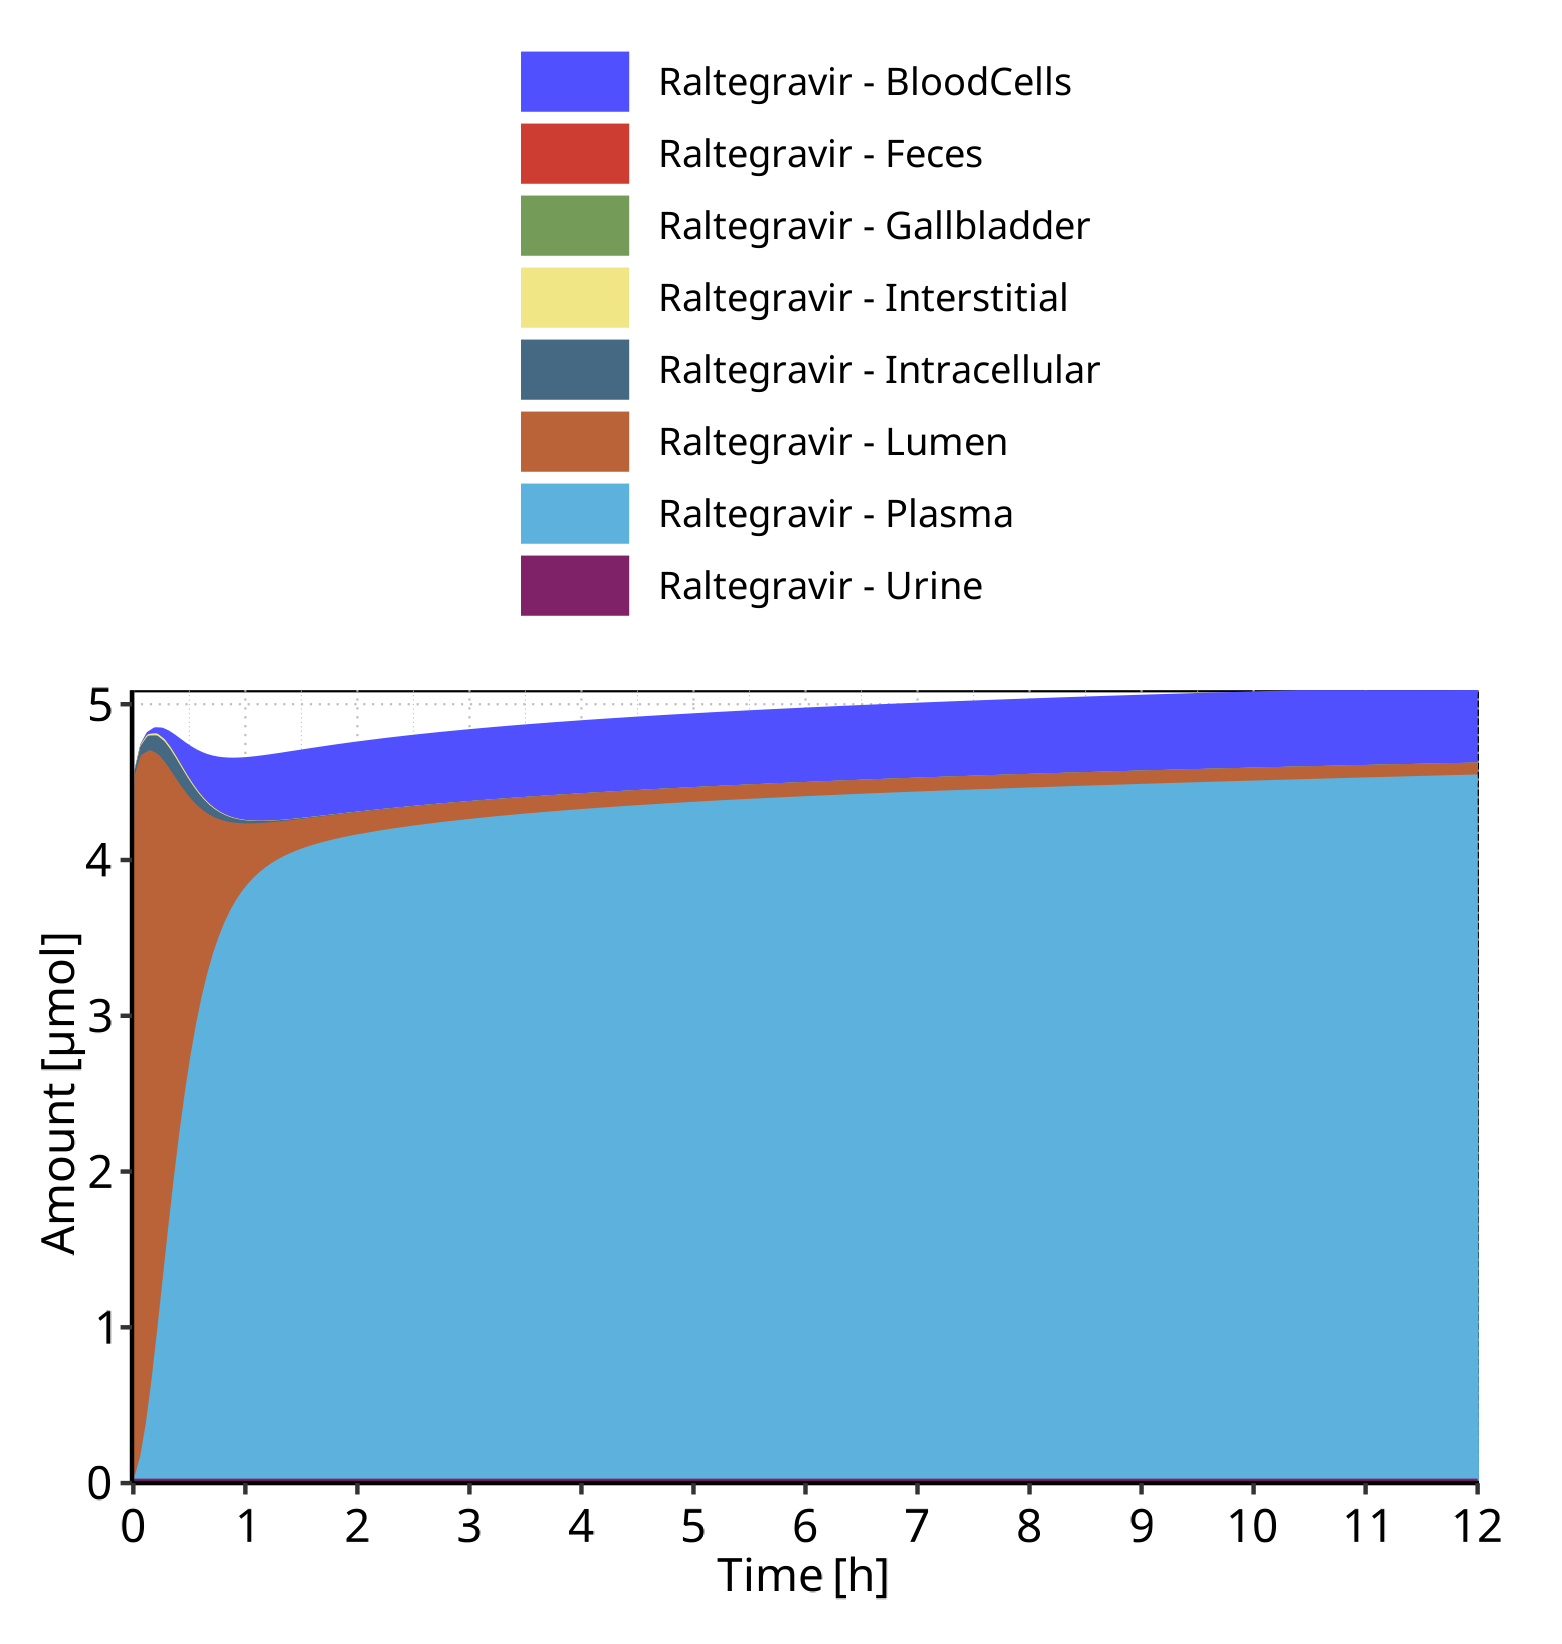 Raltegravir - BloodCells
Raltegravir - Feces
Raltegravir - Gallbladder
Raltegravir - Interstitial
Raltegravir - Intracellular
Raltegravir - Lumen
Raltegravir - Plasma
Raltegravir - Urine
5
4
3
2
1
0
Amount [µmol]
0 1 2 3 4 5 6 7 8 9 10 11 12
Time [h]